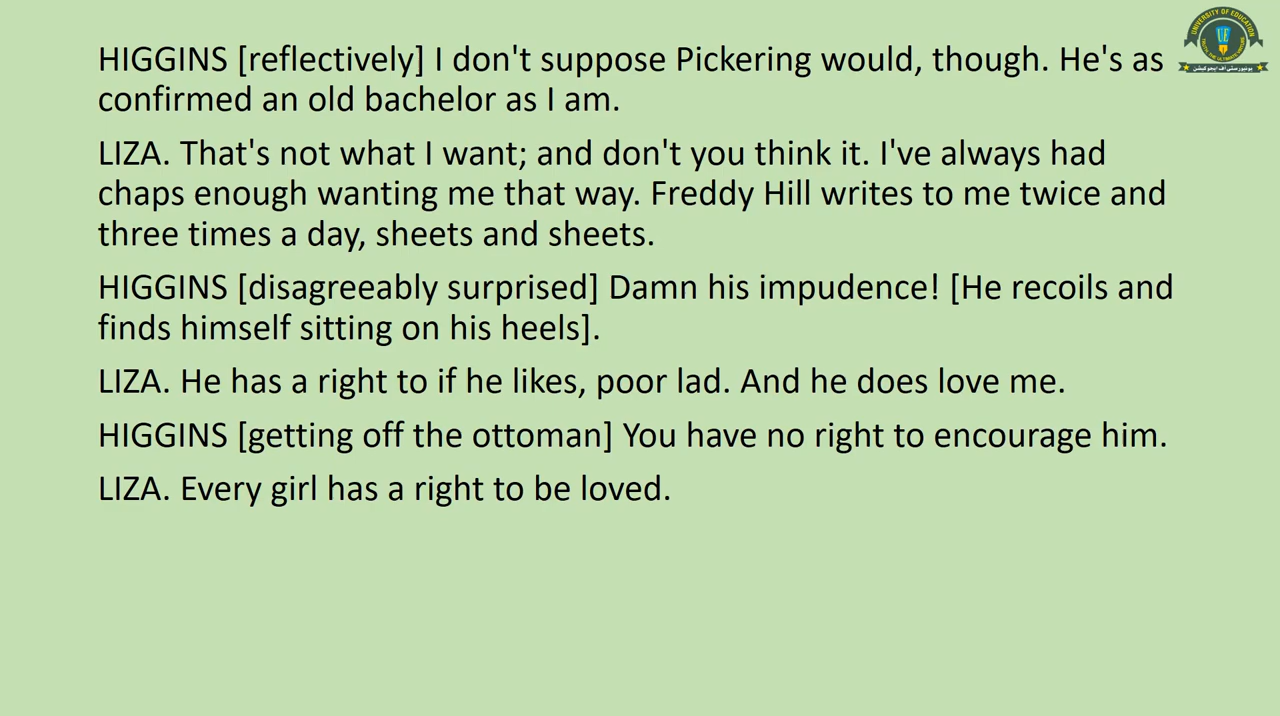 HIGGINS [reflectively] I don't suppose Pickering would, though. He's as
confirmed an old bachelor as I am.
LIZA. That's not what I want; and don't you think it. I've always had
chaps enough wanting me that way. Freddy Hill writes to me twice and
three times a day, sheets and sheets.
HIGGINS [disagreeably surprised] Damn his impudence! [He recoils and
finds himself sitting on his heels].
LIZA. He has a right to if he likes, poor lad. And he does love me.
HIGGINS [getting off the ottoman] You have no right to encourage him.
LIZA. Every girl has a right to be loved.
UNIVERSITY OF EDUCATION
UE
یونیورسٹی آف ایجوکیشن